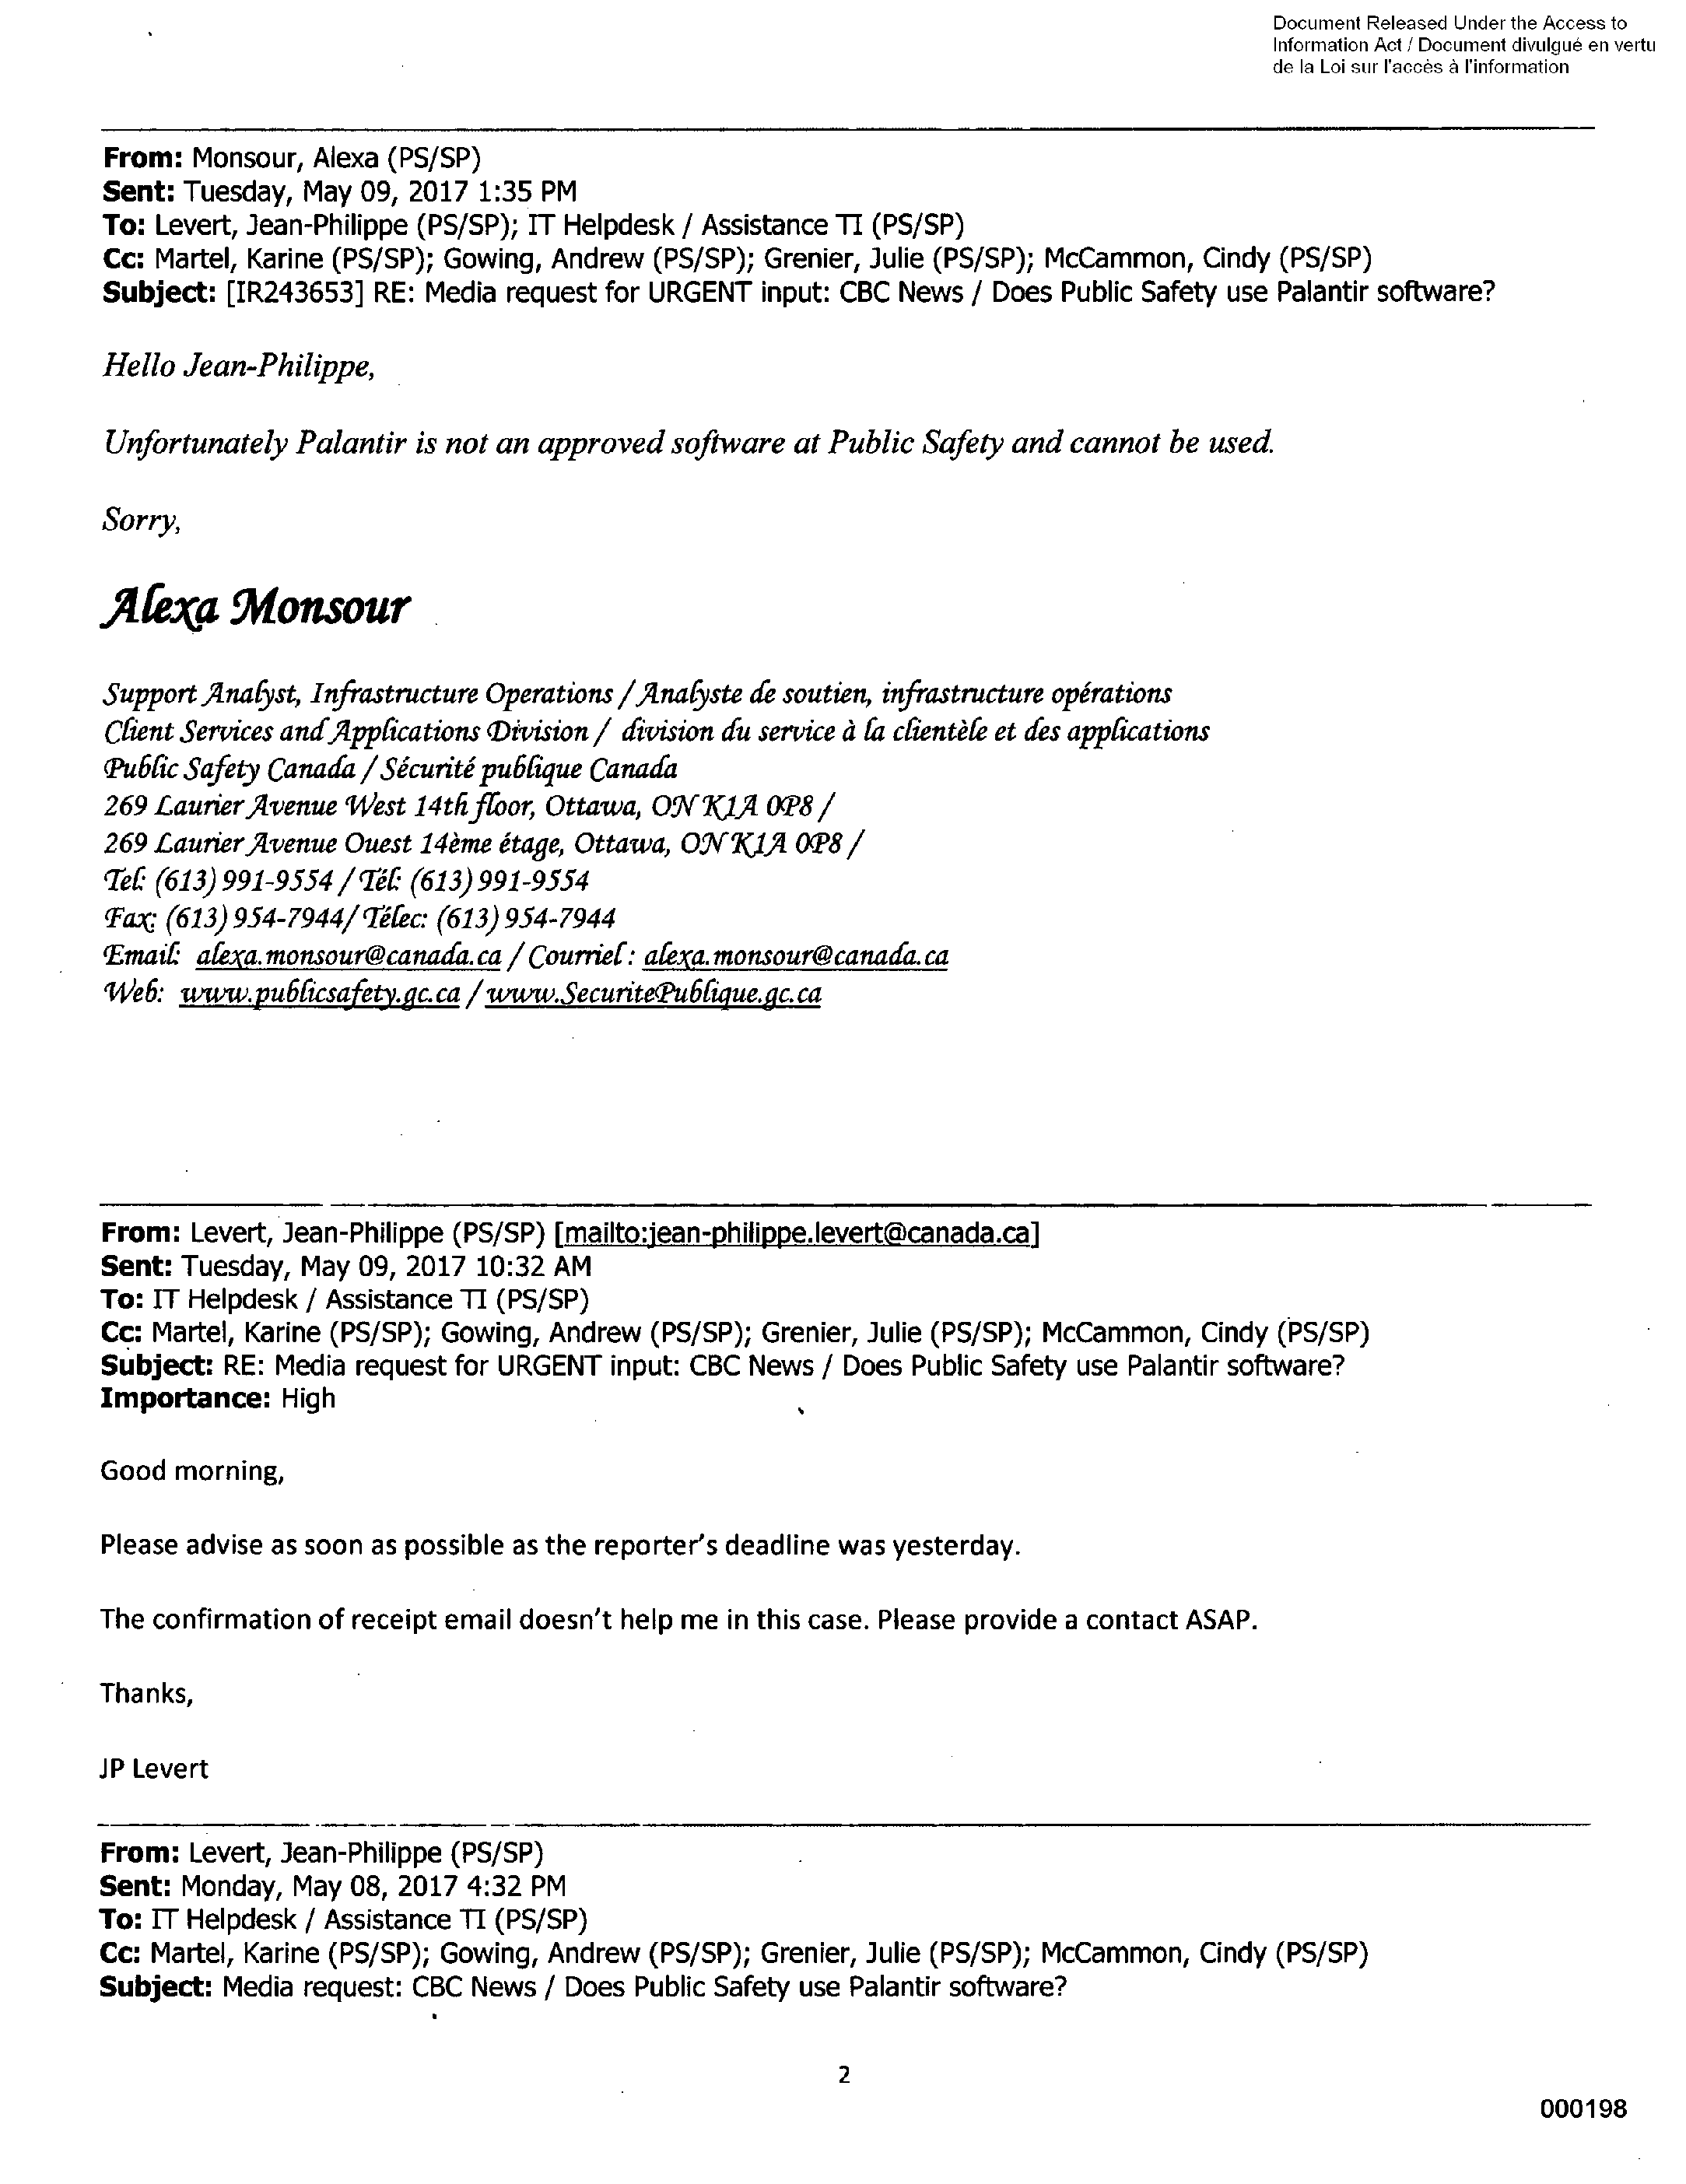 Document Released Under the Access to
Information Act / Document divulgué en vertu
de la Loi sur l'accès à l'information
From: Monsour, Alexa (PS/SP)
Sent: Tuesday, May 09, 2017 1:35 PM
To: Levert, Jean-Philippe (PS/SP); IT Helpdesk / Assistance TI (PS/SP)
Cc: Martel, Karine (PS/SP); Gowing, Andrew (PS/SP); Grenier, Julie (PS/SP); McCammon, Cindy (PS/SP)
Subject: [IR243653] RE: Media request for URGENT input: CBC News / Does Public Safety use Palantir software?
Hello Jean-Philippe,
Unfortunately Palantir is not an approved software at Public Safety and cannot be used.
Sorry,
Alexa Monsour
Support Analyst, Infrastructure Operations / Analyste de soutien, infrastructure opérations
Client Services and Applications Division / division du service à la clientèle et des applications
Public Safety Canada / Sécurité publique Canada
269 Laurier Avenue West 14th floor, Ottawa, ON K1A 0P8 /
269 Laurier Avenue Ouest 14ème étage, Ottawa, ON K1A 0P8 /
Tel: (613) 991-9554 / Tél: (613) 991-9554
Fax: (613) 954-7944/ Télec: (613) 954-7944
Email: alexa.monsour@canada.ca / Courriel : alexa.monsour@canada.ca
Web: www.publicsafety.gc.ca / www.SecuritePublique.gc.ca
From: Levert, Jean-Philippe (PS/SP) [mailto:jean-philippe.levert@canada.ca]
Sent: Tuesday, May 09, 2017 10:32 AM
To: IT Helpdesk / Assistance TI (PS/SP)
Cc: Martel, Karine (PS/SP); Gowing, Andrew (PS/SP); Grenier, Julie (PS/SP); McCammon, Cindy (PS/SP)
Subject: RE: Media request for URGENT input: CBC News / Does Public Safety use Palantir software?
Importance: High
Good morning,
Please advise as soon as possible as the reporter's deadline was yesterday.
The confirmation of receipt email doesn't help me in this case. Please provide a contact ASAP.
Thanks,
JP Levert
From: Levert, Jean-Philippe (PS/SP)
Sent: Monday, May 08, 2017 4:32 PM
To: IT Helpdesk / Assistance TI (PS/SP)
Cc: Martel, Karine (PS/SP); Gowing, Andrew (PS/SP); Grenier, Julie (PS/SP); McCammon, Cindy (PS/SP)
Subject: Media request: CBC News / Does Public Safety use Palantir software?
2
000198